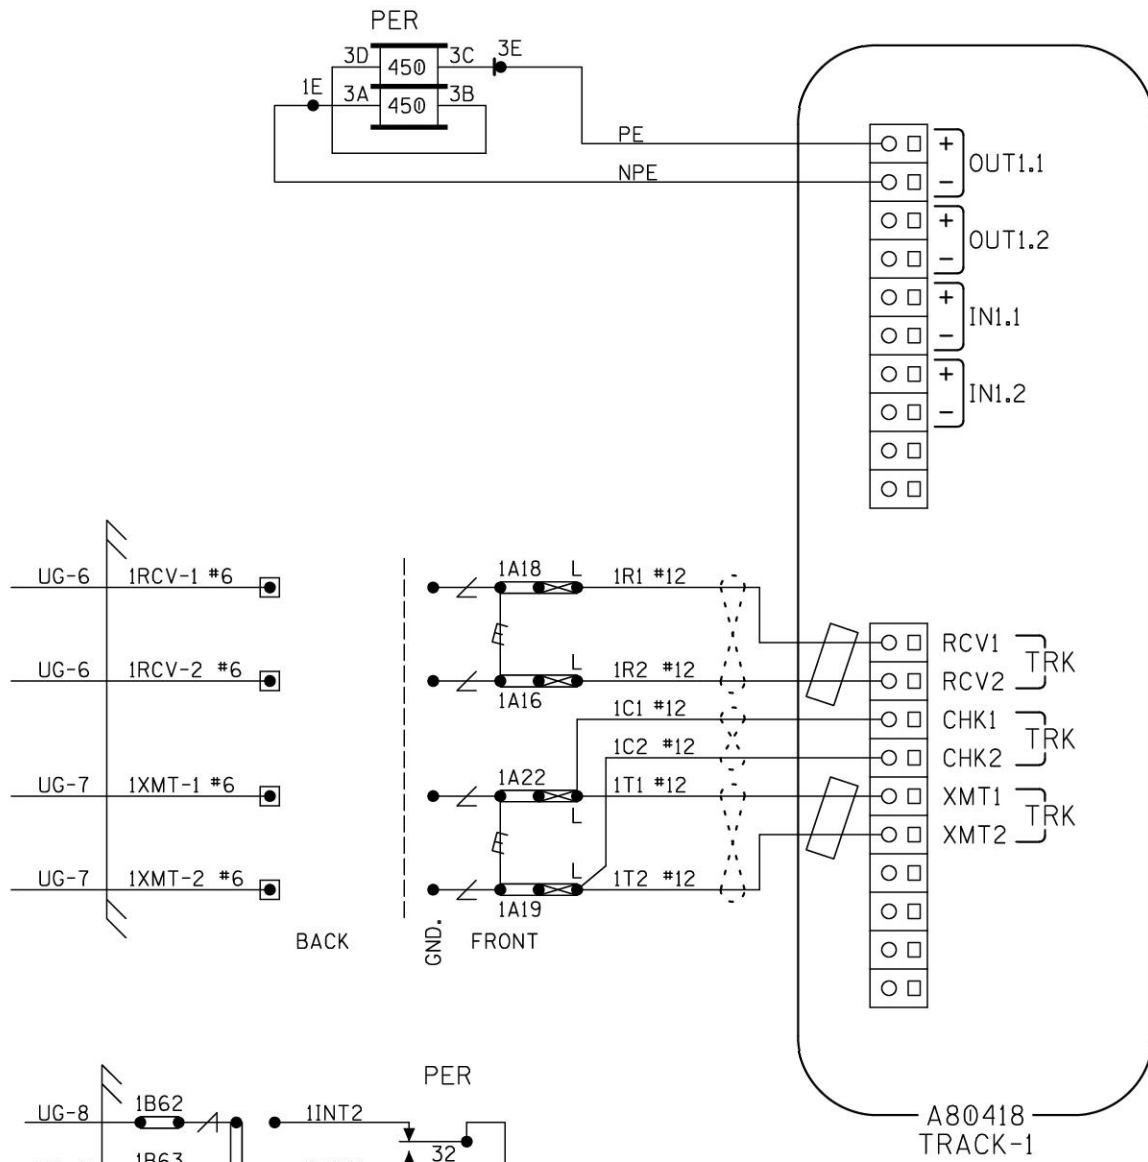 PER
3D 450 3C 3E
1E 3A 450 3B
PE
NPE
+
-
OUT1.1
+
-
OUT1.2
+
-
IN1.1
+
-
IN1.2
UG-6 1RCV-1 #6 1A18 L 1R1 #12
RCV1
UG-6 1RCV-2 #6 1A16 L 1R2 #12
RCV2
TRK
1C1 #12 CHK1
1C2 #12 CHK2
TRK
UG-7 1XMT-1 #6 1A22 L 1T1 #12
XMT1
XMT2
TRK
UG-7 1XMT-2 #6 1A19 L 1T2 #12
BACK GND. FRONT
PER
UG-8 1B62 1INT2
32
1B63
A80418
TRACK-1